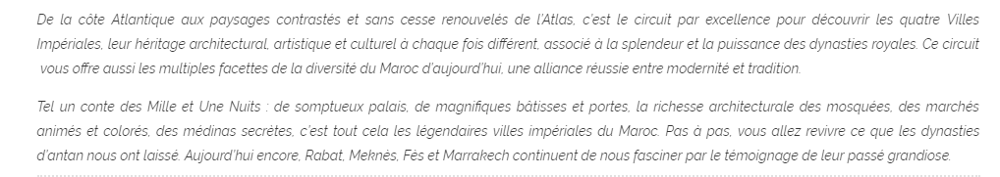 De la côte Atlantique aux paysages contrastés et sans cesse renouvelés de l'Atlas, c'est le circuit par excellence pour découvrir les quatre Villes
Impériales, leur héritage architectural, artistique et culturel à chaque fois différent, associé à la splendeur et la puissance des dynasties royales. Ce circuit
vous offre aussi les multiples facettes de la diversité du Maroc d'aujourd'hui, une alliance réussie entre modernité et tradition.
Tel un conte des Mille et Une Nuits : de somptueux palais, de magnifiques bâtisses et portes, la richesse architecturale des mosquées, des marchés
animés et colorés, des médinas secrètes, c'est tout cela les légendaires villes impériales du Maroc. Pas à pas, vous allez revivre ce que les dynasties
d'antan nous ont laissé. Aujourd'hui encore, Rabat, Meknès, Fès et Marrakech continuent de nous fasciner par le témoignage de leur passé grandiose.